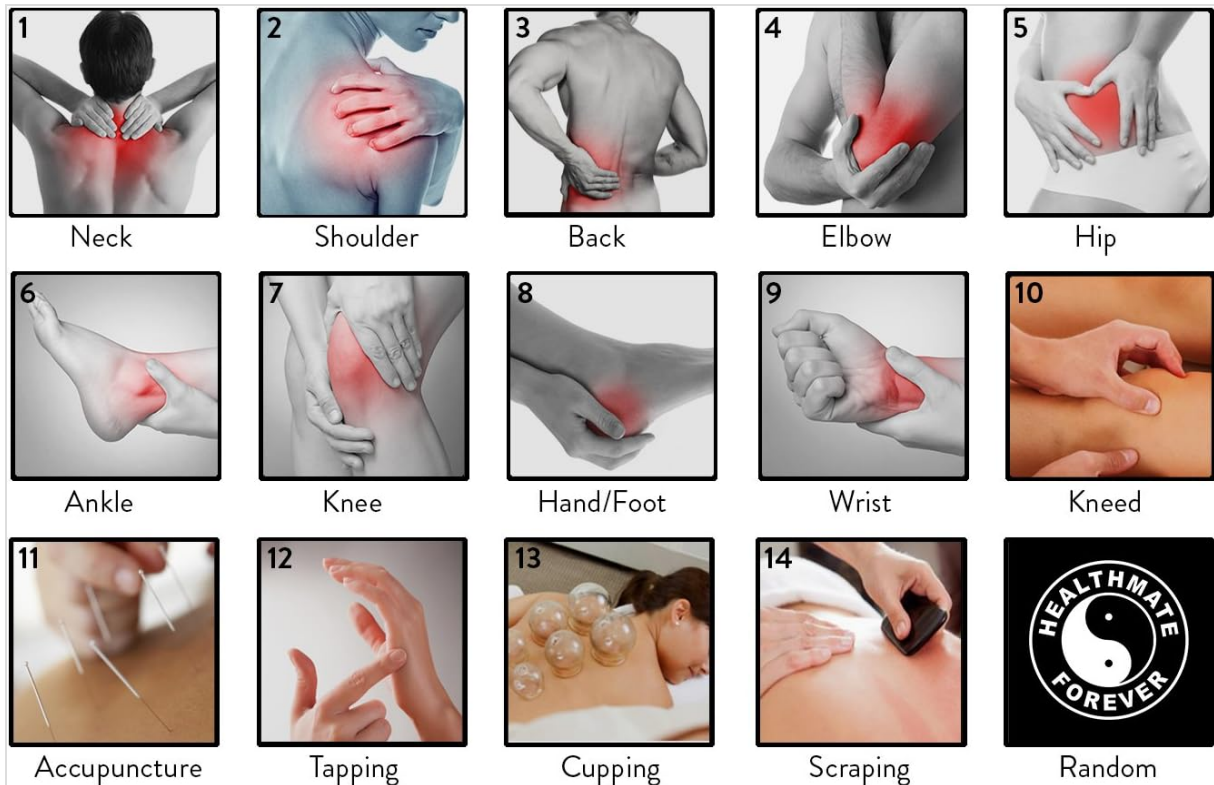 1
2
3
4
5
Neck
Shoulder
Back
Elbow
Hip
6
7
8
9
10
Ankle
Knee
Hand/Foot
Wrist
Kneed
11
12
13
14
HEALTHMATE
FOREVER
Accupuncture
Tapping
Cupping
Scraping
Random